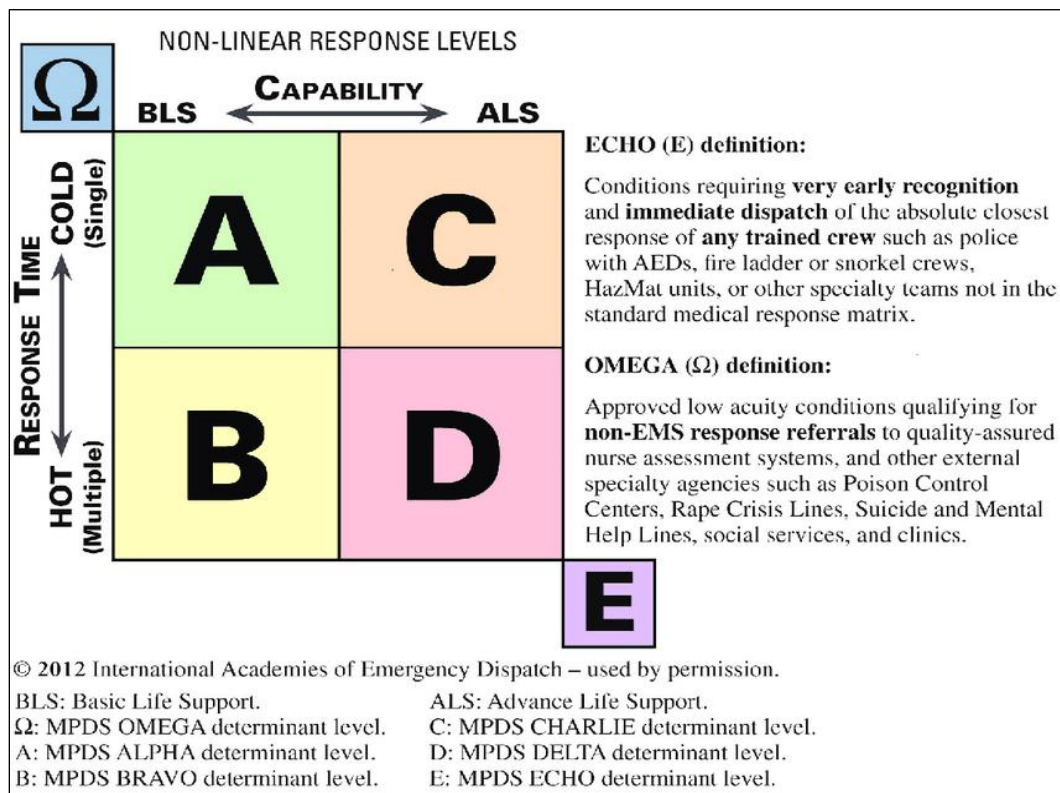 NON-LINEAR RESPONSE LEVELS
Ω
CAPABILITY
BLS
ALS
RESPONSE TIME
COLD
(Single)
HOT
(Multiple)
A
C
B
D
E
ECHO (E) definition:
Conditions requiring very early recognition
and immediate dispatch of the absolute closest
response of any trained crew such as police
with AEDs, fire ladder or snorkel crews,
HazMat units, or other specialty teams not in the
standard medical response matrix.
OMEGA (Ω) definition:
Approved low acuity conditions qualifying for
non-EMS response referrals to quality-assured
nurse assessment systems, and other external
specialty agencies such as Poison Control
Centers, Rape Crisis Lines, Suicide and Mental
Help Lines, social services, and clinics.
© 2012 International Academies of Emergency Dispatch – used by permission.
BLS: Basic Life Support.
Ω: MPDS OMEGA determinant level.
A: MPDS ALPHA determinant level.
B: MPDS BRAVO determinant level.
ALS: Advance Life Support.
C: MPDS CHARLIE determinant level.
D: MPDS DELTA determinant level.
E: MPDS ECHO determinant level.